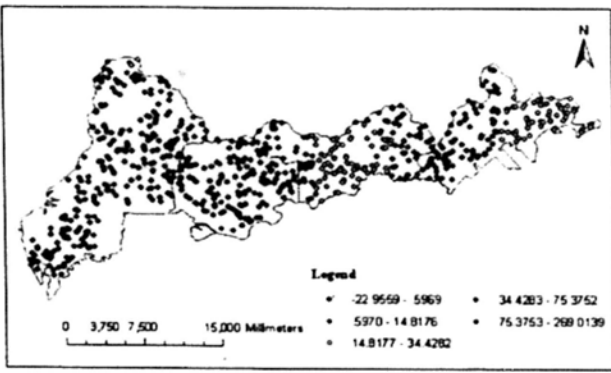 N
Legend
-22.9559 - .5969
.5970 - 14.8176
14.8177 - 34.4282
34.4283 - 75.3752
75.3753 - 269.0139
0 3,750 7,500 15,000 Millimeters